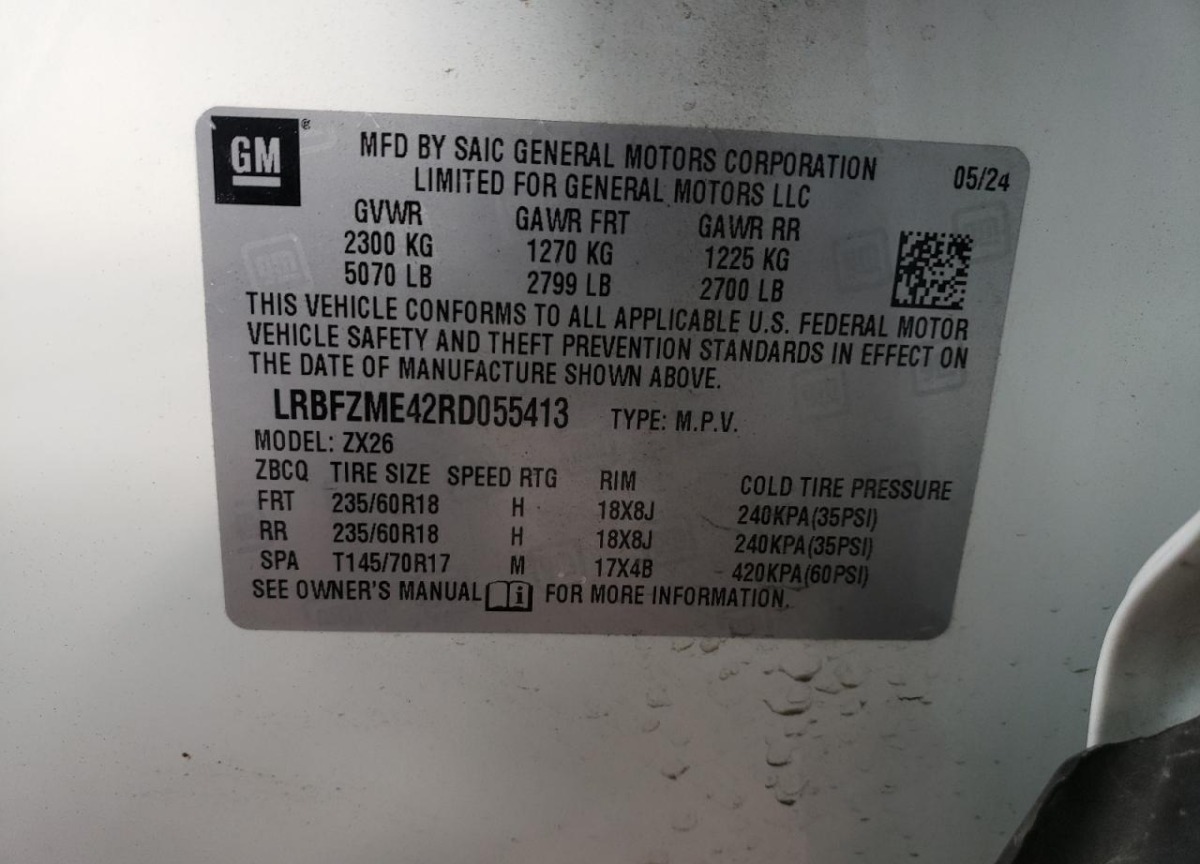 GM®
MFD BY SAIC GENERAL MOTORS CORPORATION
LIMITED FOR GENERAL MOTORS LLC
05/24
GVWR GAWR FRT GAWR RR
2300 KG 1270 KG 1225 KG
5070 LB 2799 LB 2700 LB
THIS VEHICLE CONFORMS TO ALL APPLICABLE U.S. FEDERAL MOTOR
VEHICLE SAFETY AND THEFT PREVENTION STANDARDS IN EFFECT ON
THE DATE OF MANUFACTURE SHOWN ABOVE.
LRBFZME42RD055413 TYPE: M.P.V.
MODEL: ZX26
ZBCQ TIRE SIZE SPEED RTG RIM COLD TIRE PRESSURE
FRT 235/60R18 H 18X8J 240KPA(35PSI)
RR 235/60R18 H 18X8J 240KPA(35PSI)
SPA T145/70R17 M 17X4B 420KPA(60PSI)
SEE OWNER'S MANUAL i FOR MORE INFORMATION.